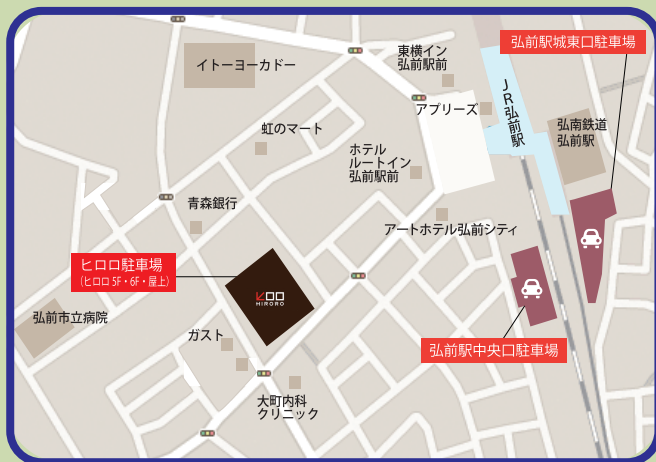 弘前駅城東口駐車場
東横イン
弘前駅前
イトーヨーカドー
JR弘前駅
アプリーズ
弘南鉄道
弘前駅
虹のマート
ホテル
ルートイン
弘前駅前
青森銀行
アートホテル弘前シティ
ヒロロ駐車場
(ヒロロ 5F・6F・屋上)
HIRORO
弘前市立病院
ガスト
弘前駅中央口駐車場
大町内科
クリニック